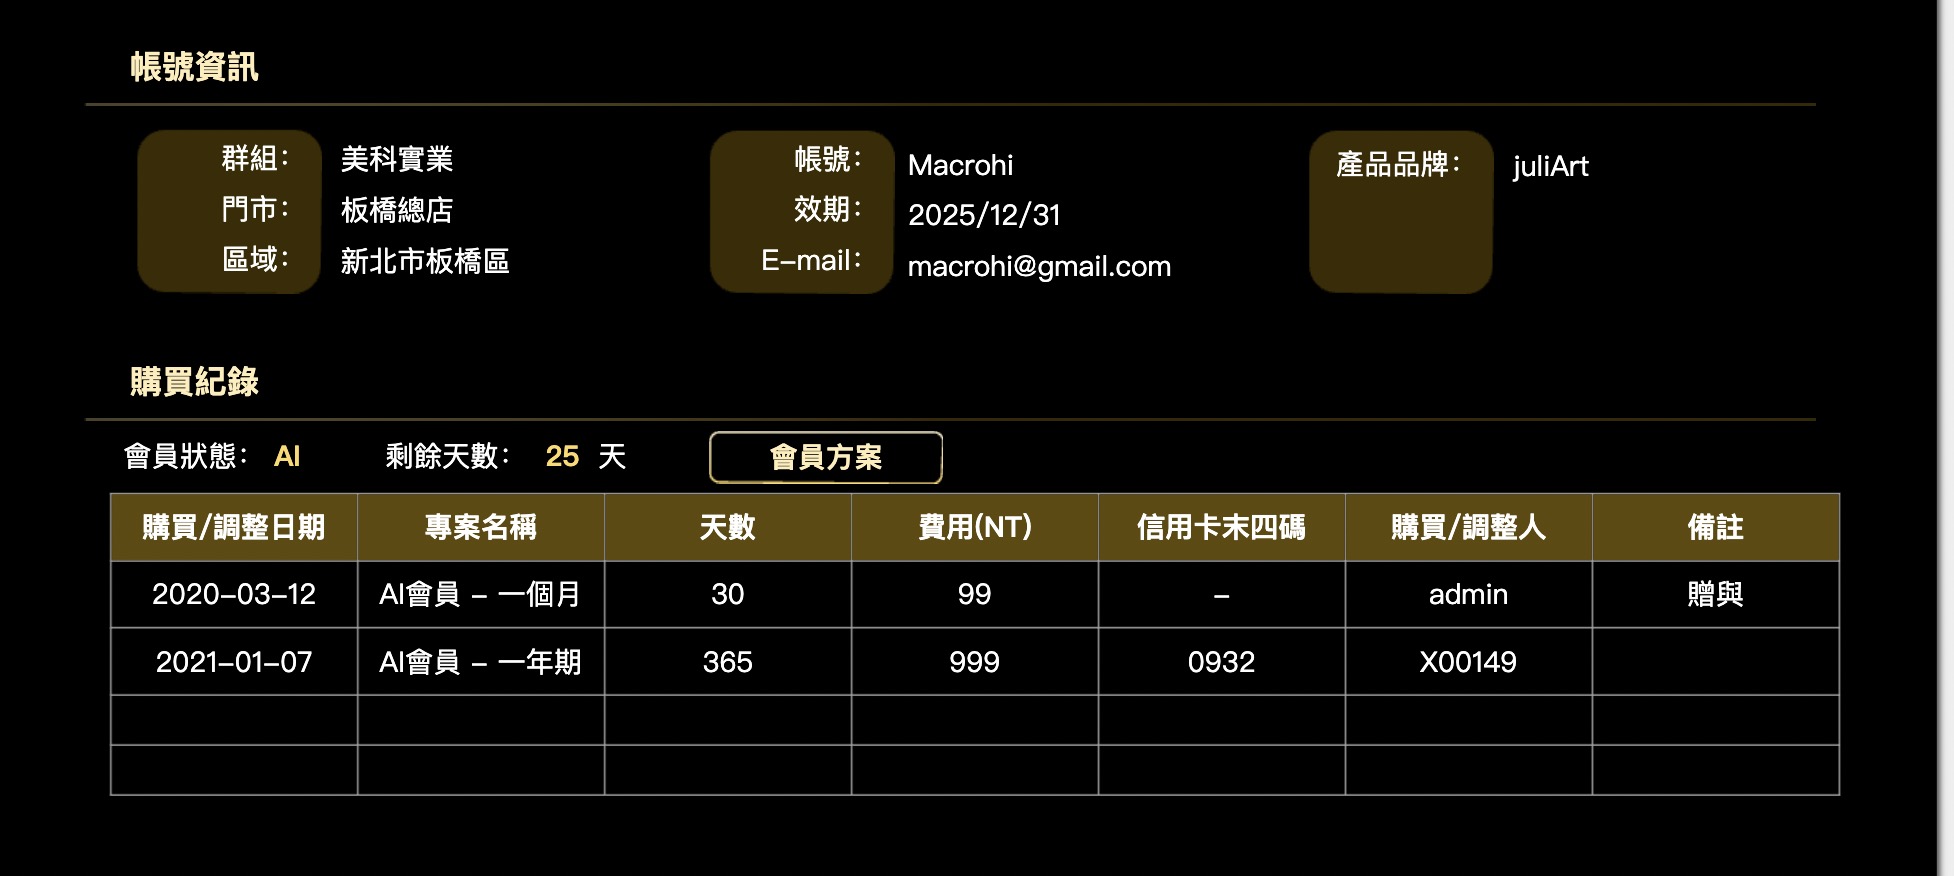 帳號資訊
群組： 美科實業 帳號： Macrohi 產品品牌： juliArt
門市： 板橋總店 效期： 2025/12/31
區域： 新北市板橋區 E-mail： macrohi@gmail.com
購買紀錄
會員狀態： AI 剩餘天數： 25 天 會員方案
購買/調整日期 專案名稱 天數 費用(NT) 信用卡末四碼 購買/調整人 備註
2020-03-12 AI會員 - 一個月 30 99 - admin 贈與
2021-01-07 AI會員 - 一年期 365 999 0932 X00149